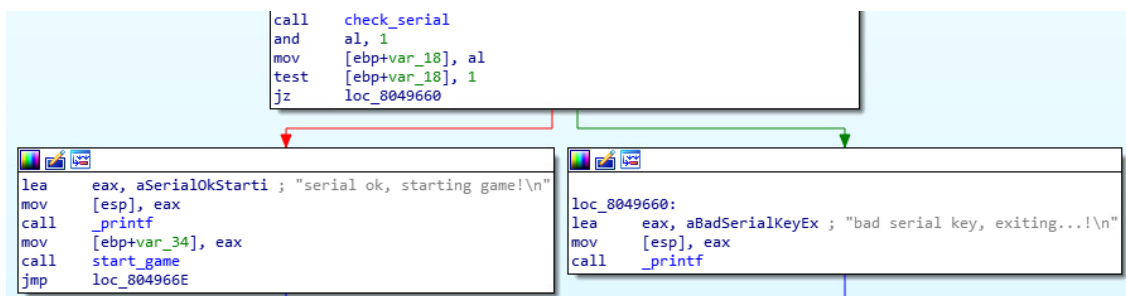 call check_serial
and al, 1
mov [ebp+var_18], al
test [ebp+var_18], 1
jz loc_8049660
lea eax, aSerialOkStarti ; "serial ok, starting game!\n"
mov [esp], eax
call _printf
mov [ebp+var_34], eax
call start_game
jmp loc_804966E
loc_8049660:
lea eax, aBadSerialKeyEx ; "bad serial key, exiting...!\n"
mov [esp], eax
call _printf